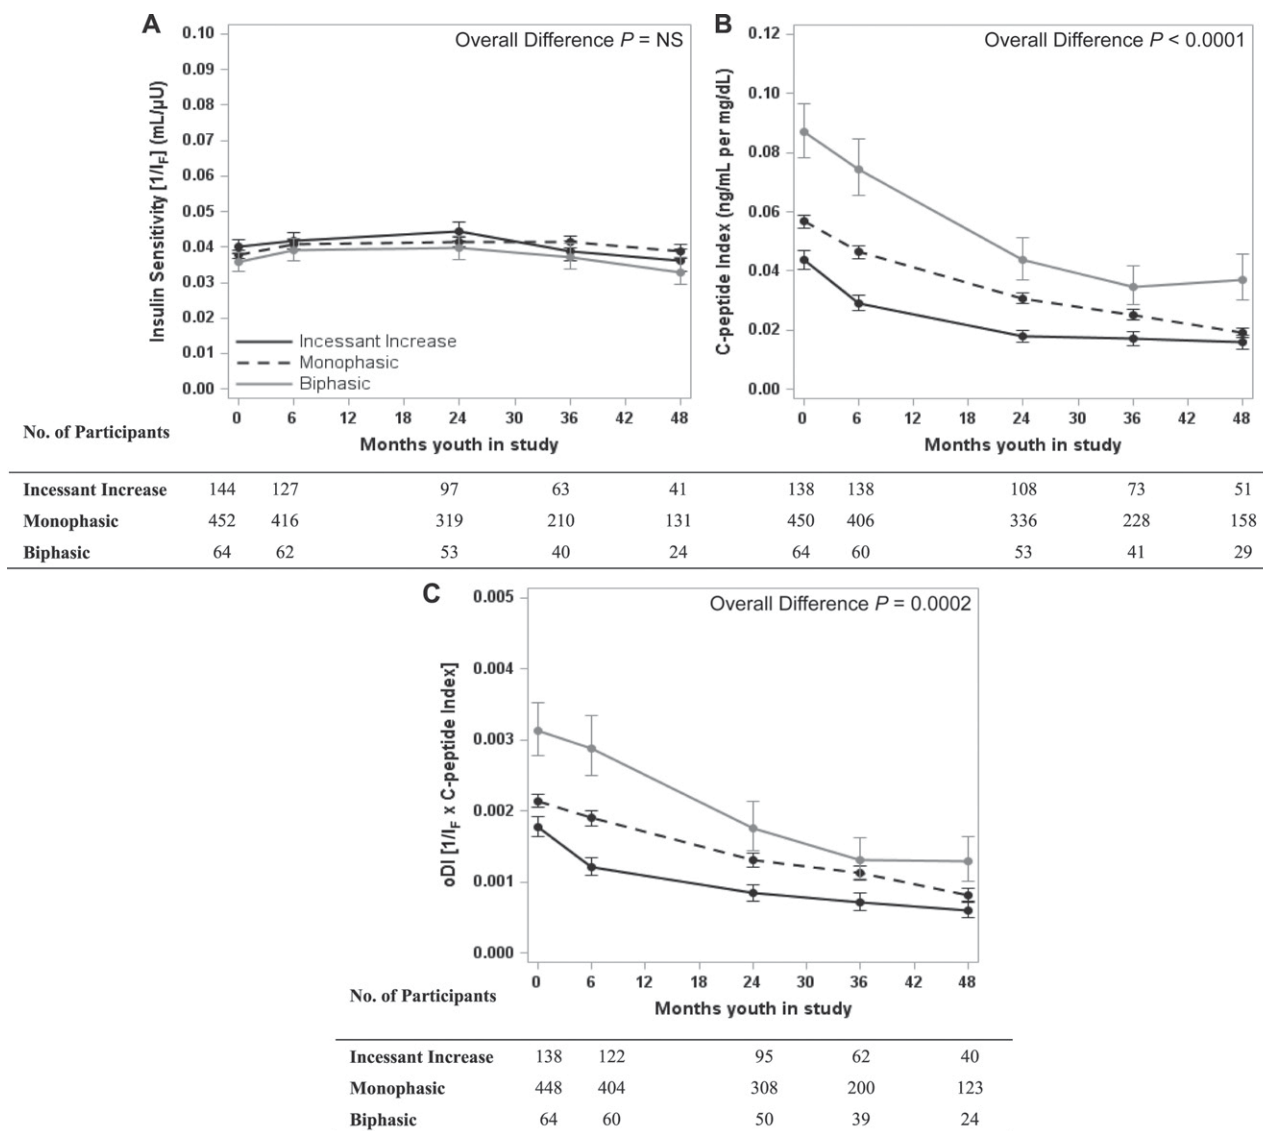 A
Overall Difference P = NS
Insulin Sensitivity [1/IF] (mL/µU)
0.10
0.09
0.08
0.07
0.06
0.05
0.04
0.03
0.02
0.01
0.00
Incessant Increase
Monophasic
Biphasic
0 6 12 18 24 30 36 42 48
Months youth in study
B
Overall Difference P < 0.0001
C-peptide Index (ng/mL per mg/dL)
0.12
0.10
0.08
0.06
0.04
0.02
0.00
0 6 12 18 24 30 36 42 48
Months youth in study
No. of Participants
Incessant Increase 144 127 97 63 41 138 138 108 73 51
Monophasic 452 416 319 210 131 450 406 336 228 158
Biphasic 64 62 53 40 24 64 60 53 41 29
C
Overall Difference P = 0.0002
oDI [1/IF x C-peptide Index]
0.005
0.004
0.003
0.002
0.001
0.000
0 6 12 18 24 30 36 42 48
Months youth in study
No. of Participants
Incessant Increase 138 122 95 62 40
Monophasic 448 404 308 200 123
Biphasic 64 60 50 39 24